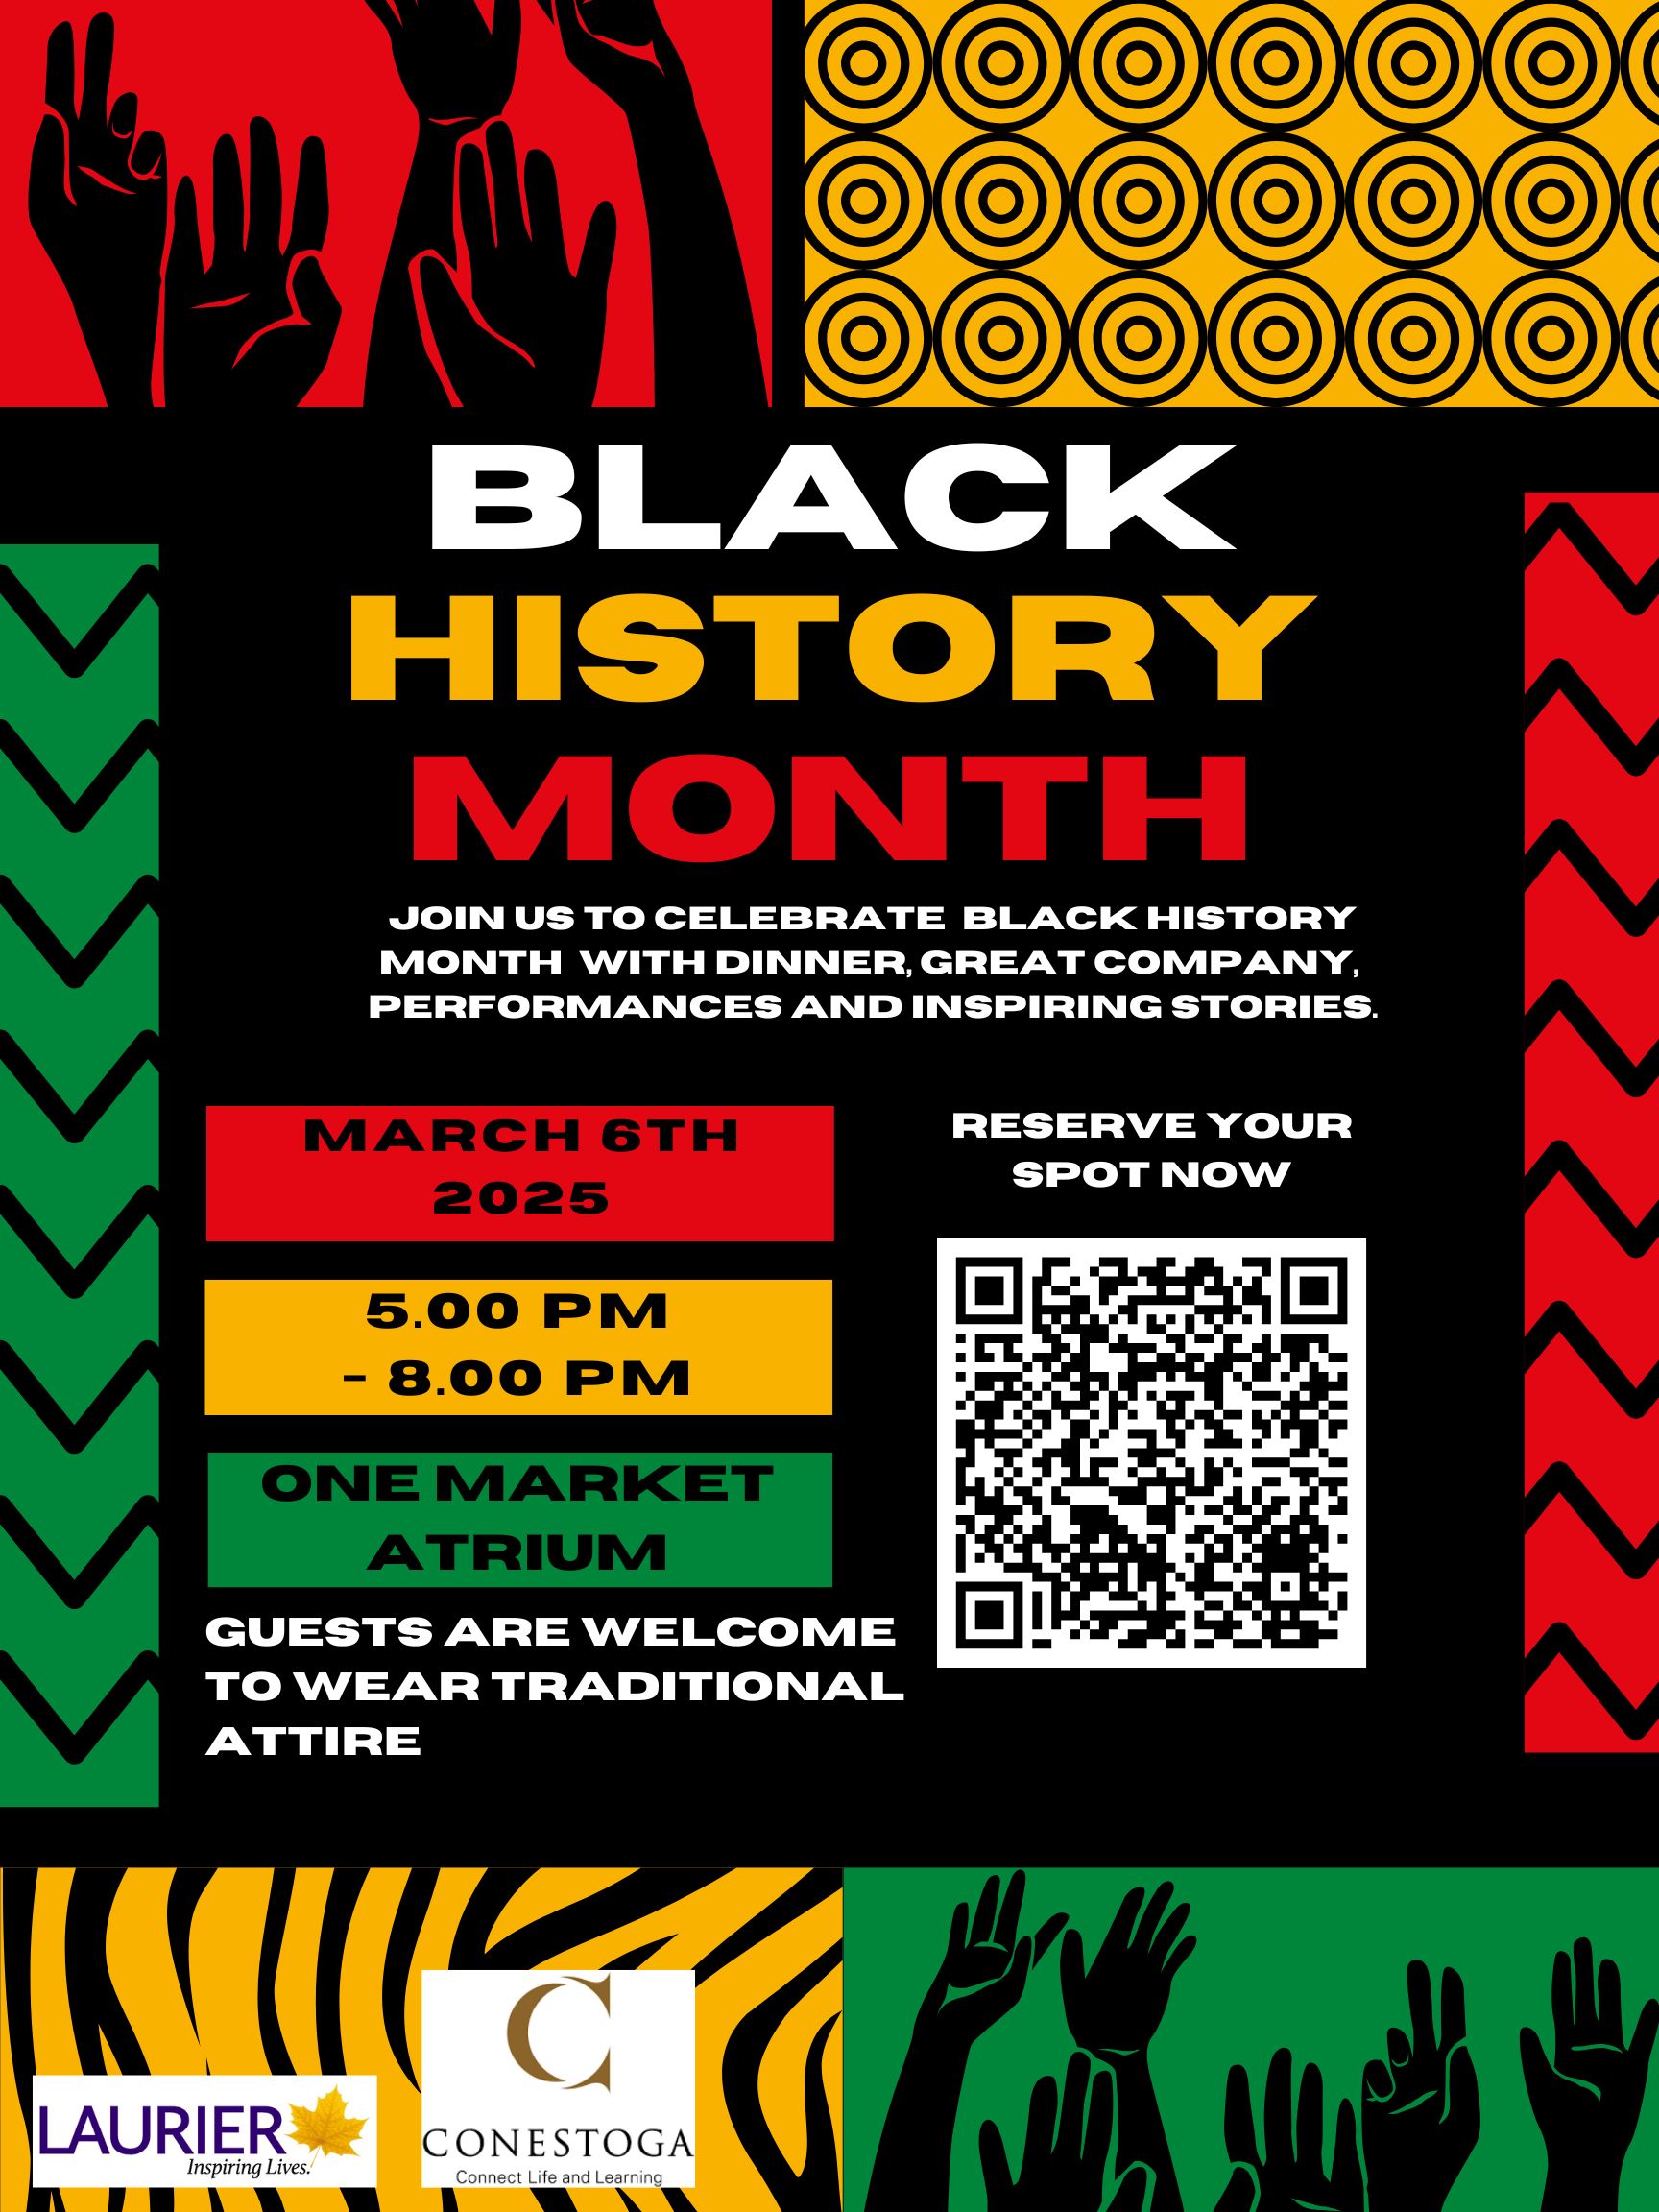 BLACK
HISTORY
MONTH
JOIN US TO CELEBRATE BLACK HISTORY
MONTH WITH DINNER, GREAT COMPANY,
PERFORMANCES AND INSPIRING STORIES.
MARCH 6TH
2025
5.00 PM
- 8.00 PM
ONE MARKET
ATRIUM
GUESTS ARE WELCOME
TO WEAR TRADITIONAL
ATTIRE
RESERVE YOUR
SPOT NOW
LAURIER
Inspiring Lives.
CONESTOGA
Connect Life and Learning